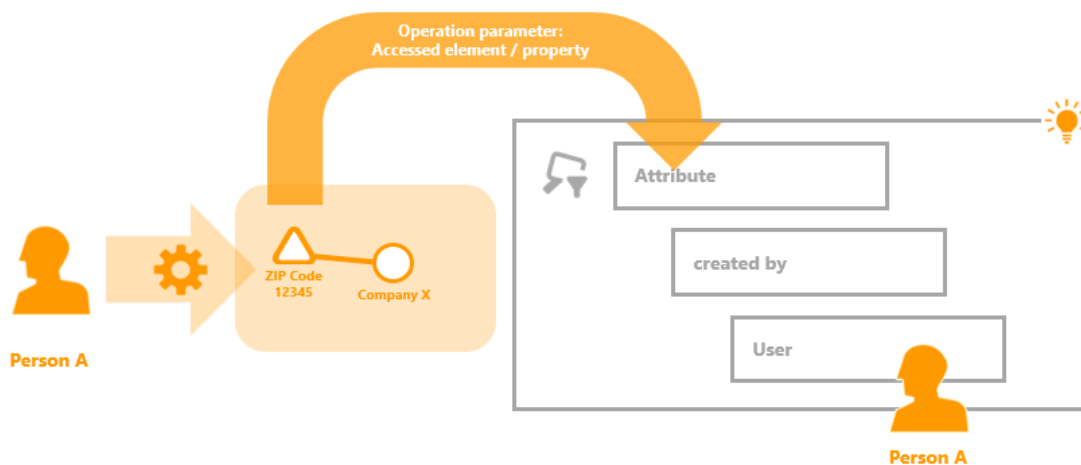 Operation parameter:
Accessed element / property
Attribute
created by
User
ZIP Code
12345
Company X
Person A
Person A